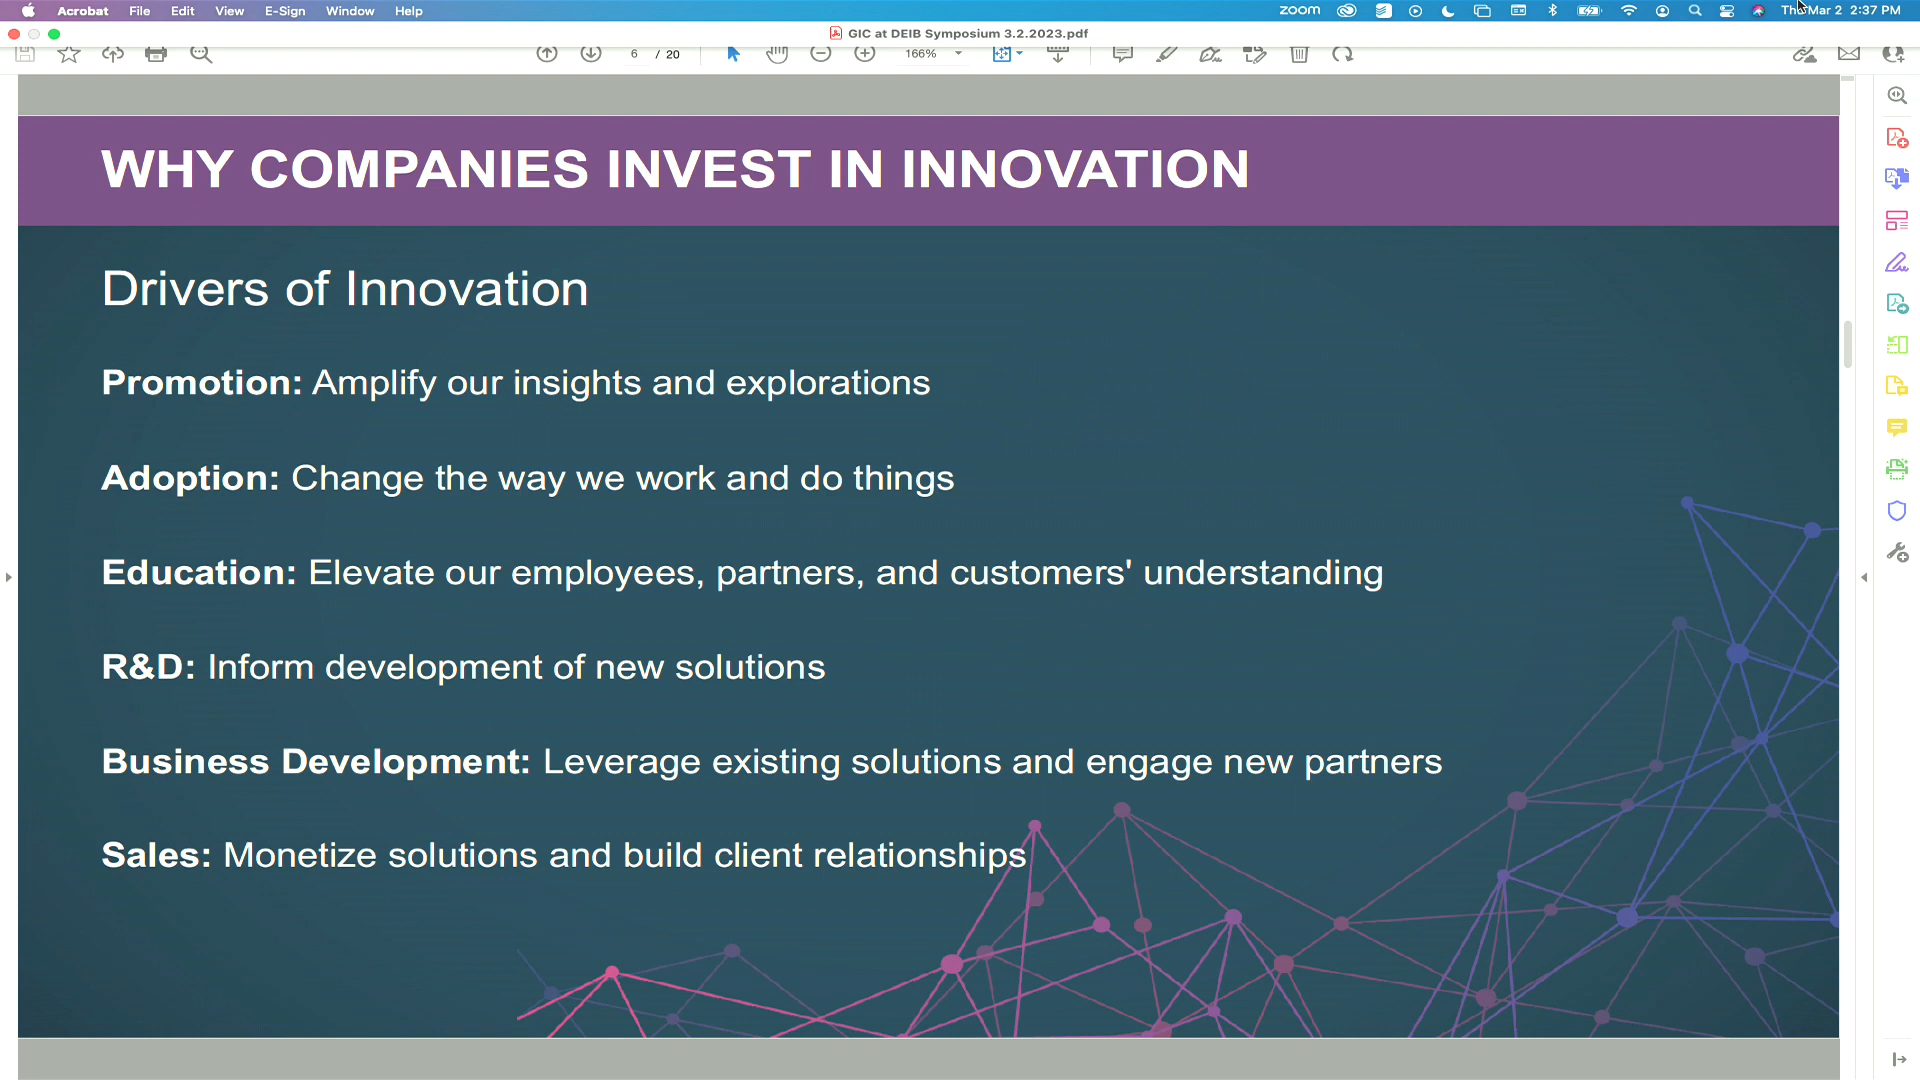 Acrobat File Edit View E-Sign Window Help zoom Thu Mar 2 2:37 PM
GIC at DEIB Symposium 3.2.2023.pdf
6 / 20 166%
WHY COMPANIES INVEST IN INNOVATION
Drivers of Innovation
Promotion: Amplify our insights and explorations
Adoption: Change the way we work and do things
Education: Elevate our employees, partners, and customers' understanding
R&D: Inform development of new solutions
Business Development: Leverage existing solutions and engage new partners
Sales: Monetize solutions and build client relationships